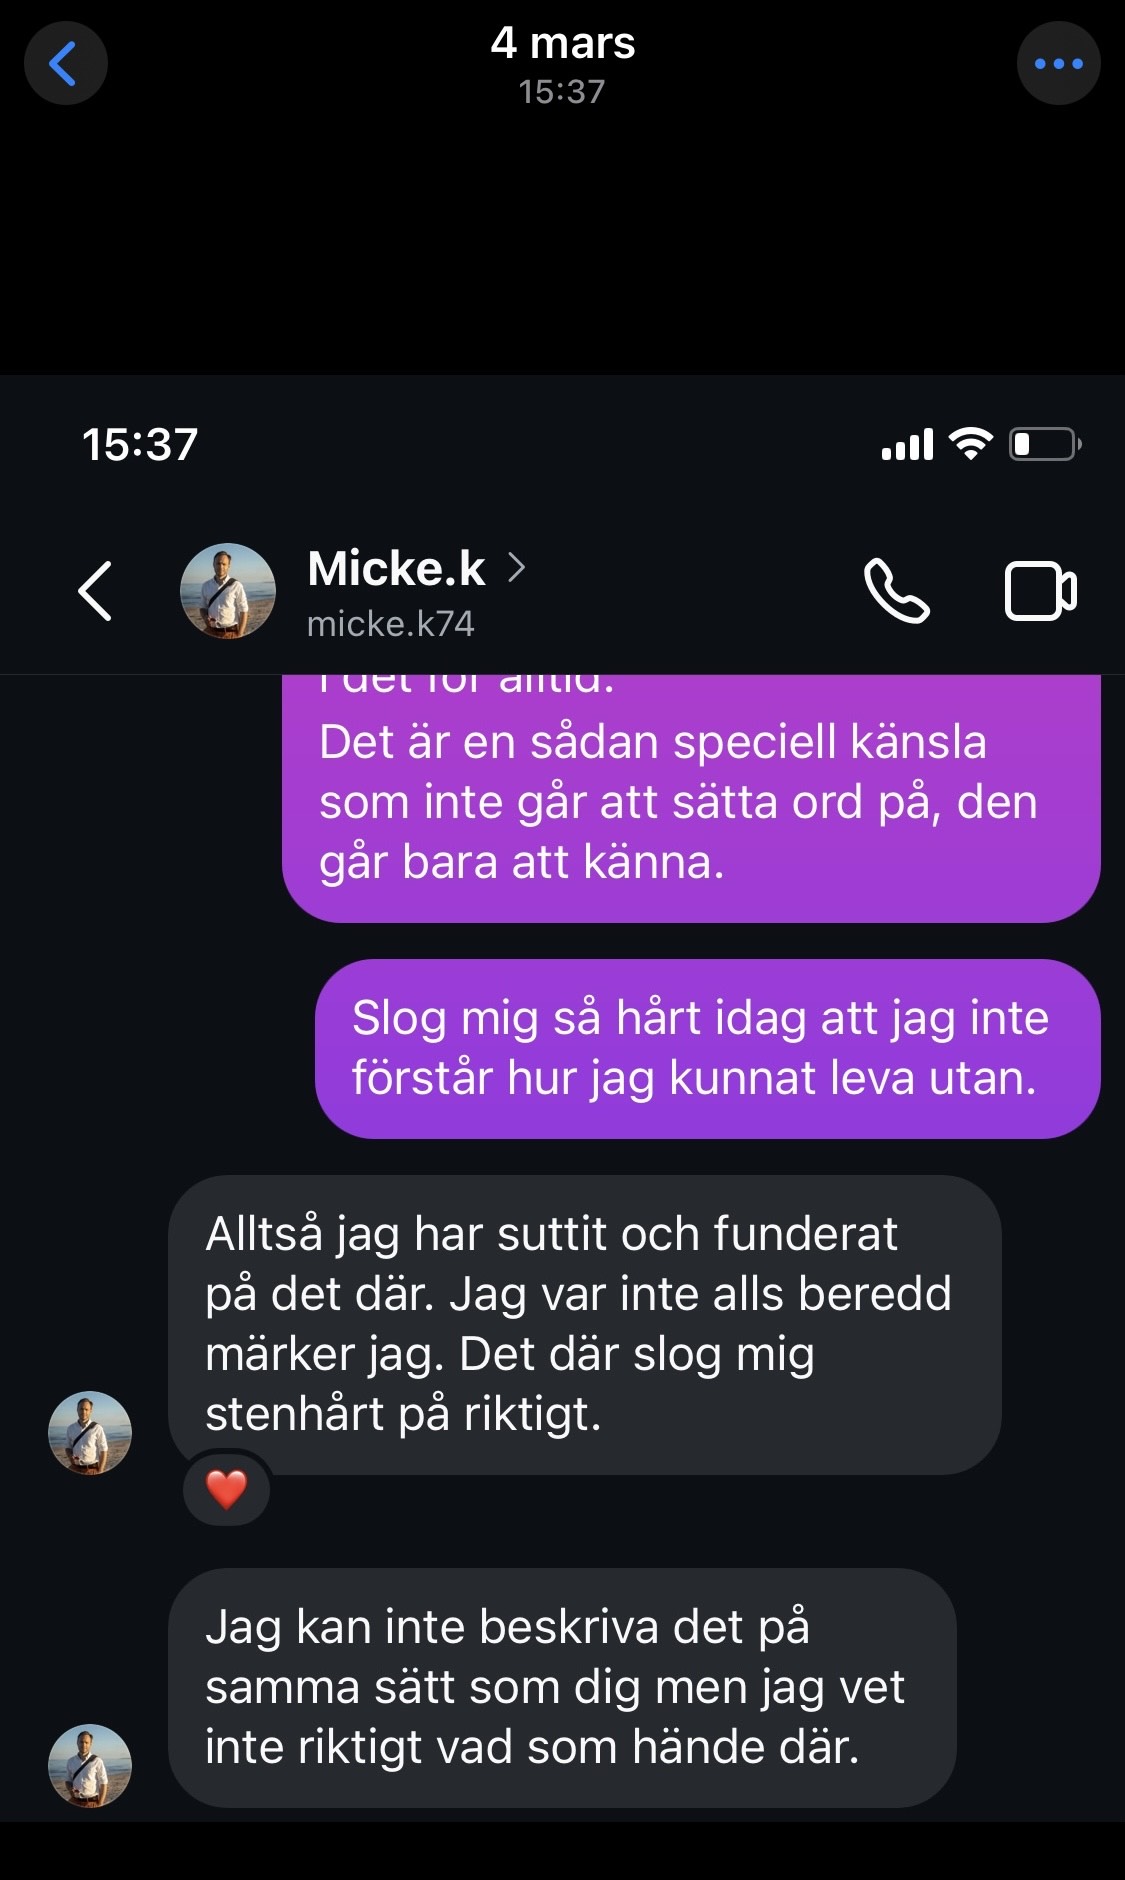 4 mars
15:37
15:37
Micke.k
micke.k74
i det för alltid.
Det är en sådan speciell känsla
som inte går att sätta ord på, den
går bara att känna.
Slog mig så hårt idag att jag inte
förstår hur jag kunnat leva utan.
Alltså jag har suttit och funderat
på det där. Jag var inte alls beredd
märker jag. Det där slog mig
stenhårt på riktigt.
Jag kan inte beskriva det på
samma sätt som dig men jag vet
inte riktigt vad som hände där.